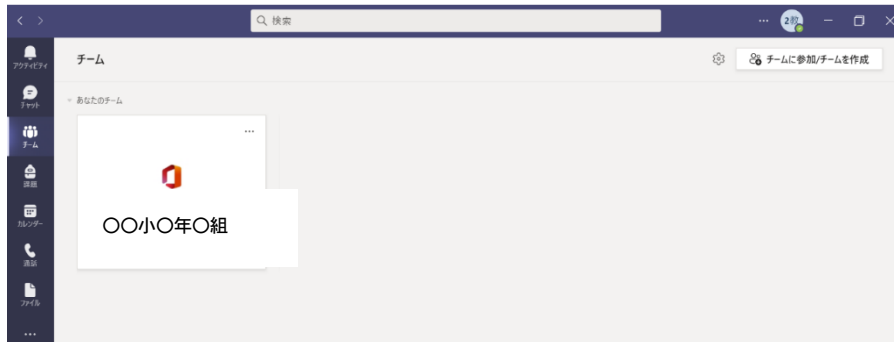 検索
2教
アクティビティ
チーム
チームに参加/チームを作成
チャット
あなたのチーム
チーム
課題
〇〇小〇年〇組
カレンダー
通話
ファイル